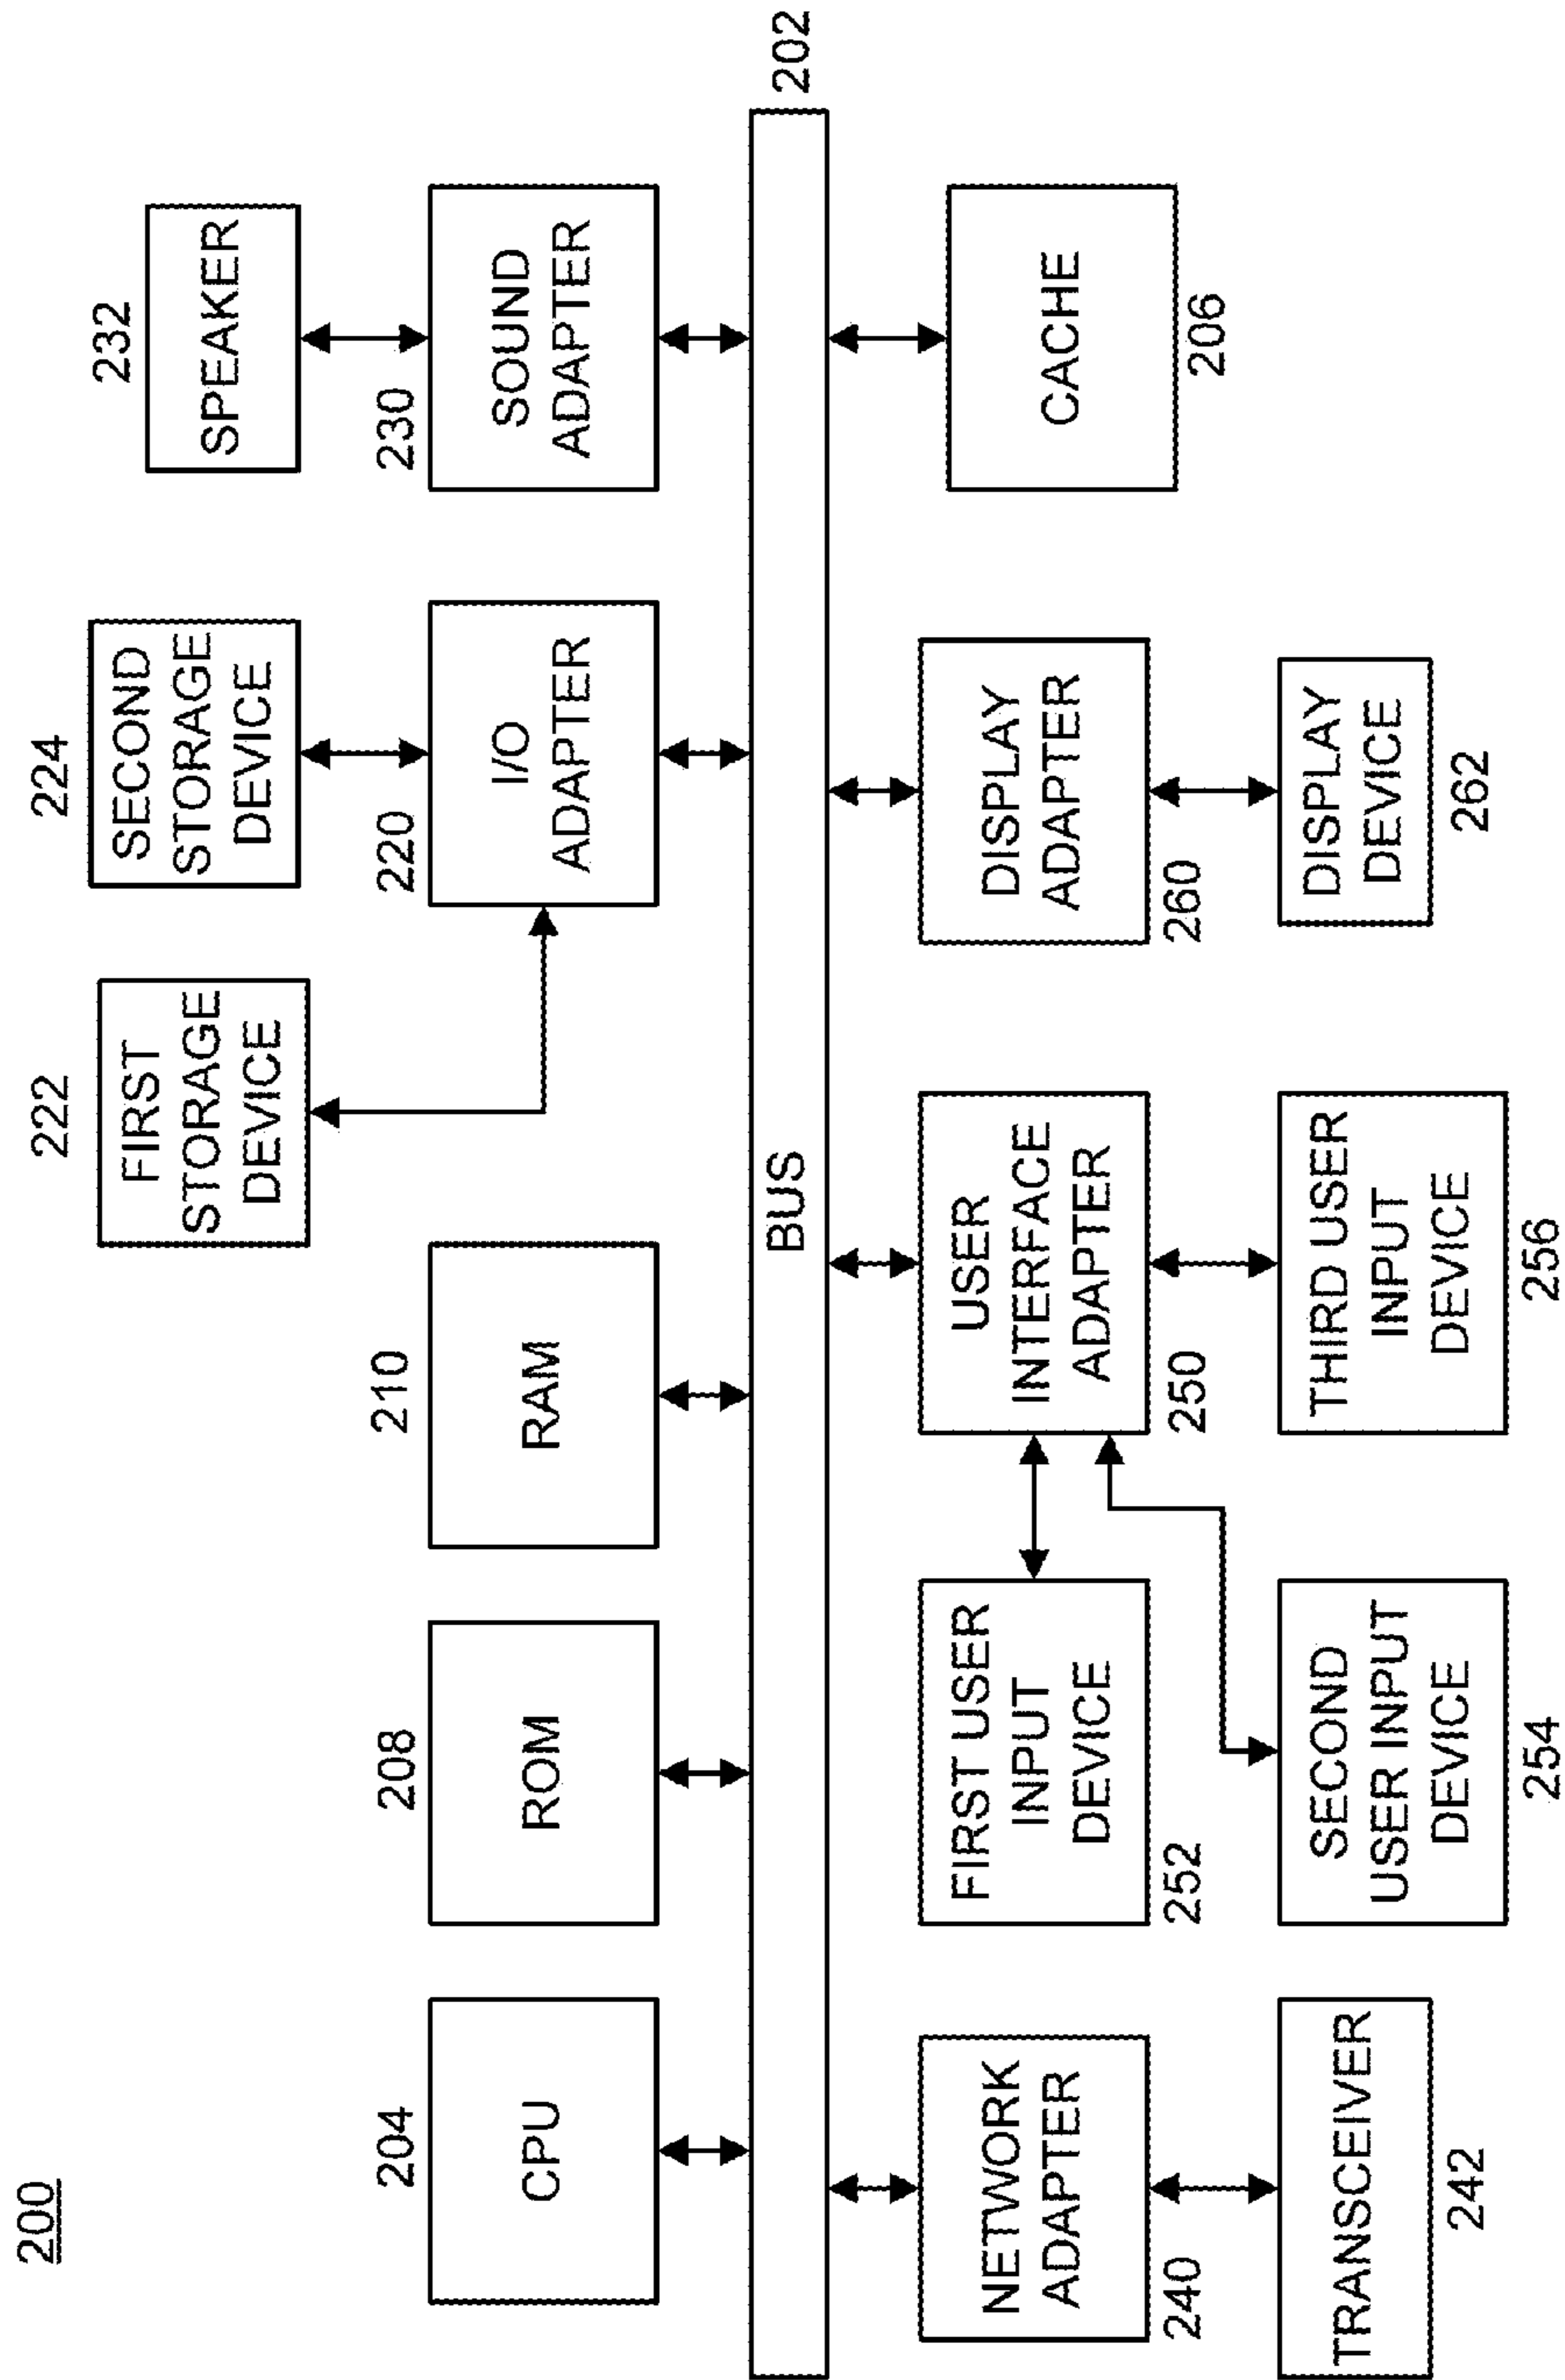 200
204
CPU
208
ROM
210
RAM
222
FIRST
STORAGE
DEVICE
224
SECOND
STORAGE
DEVICE
220
I/O
ADAPTER
232
SPEAKER
230
SOUND
ADAPTER
BUS
202
NETWORK
ADAPTER
240
TRANSCEIVER
242
FIRST USER
INPUT
DEVICE
252
SECOND
USER INPUT
DEVICE
254
USER
INTERFACE
ADAPTER
250
THIRD USER
INPUT
DEVICE
256
DISPLAY
ADAPTER
260
DISPLAY
DEVICE
262
CACHE
206